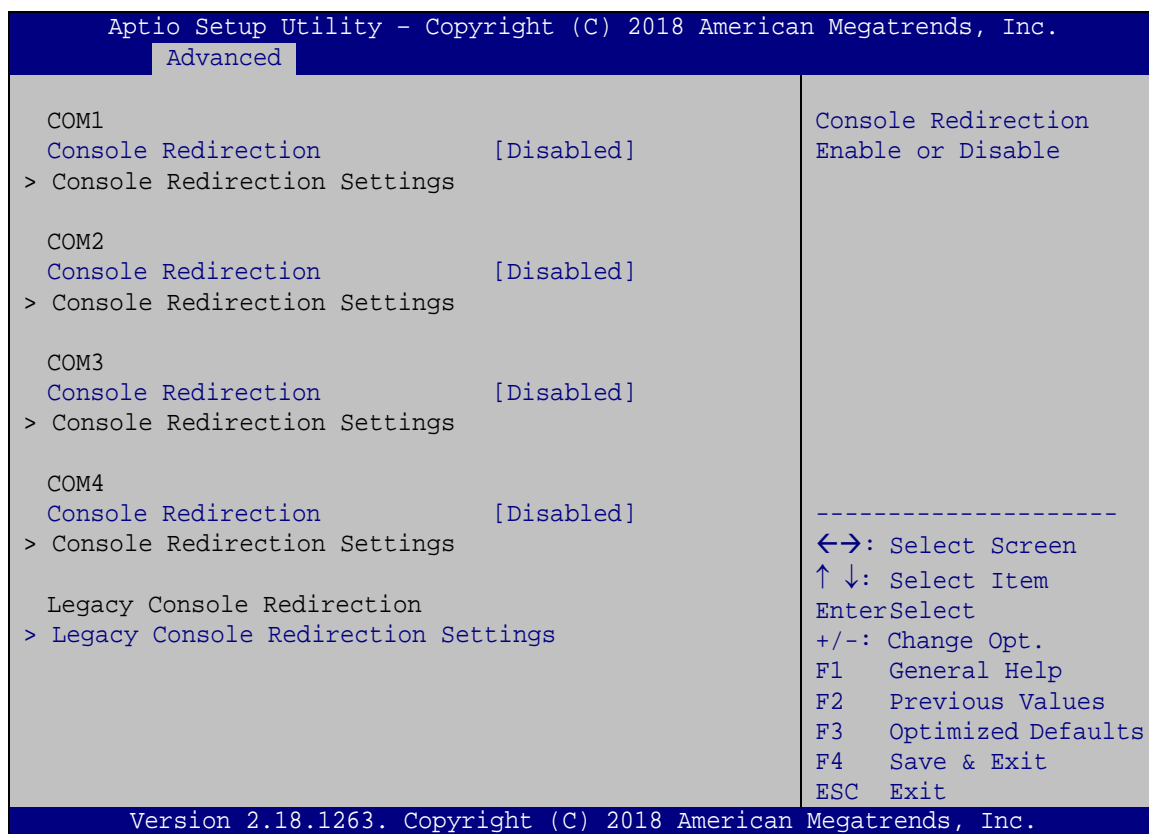 Aptio Setup Utility – Copyright (C) 2018 American Megatrends, Inc.
Advanced
COM1
Console Redirection [Disabled]
> Console Redirection Settings
COM2
Console Redirection [Disabled]
> Console Redirection Settings
COM3
Console Redirection [Disabled]
> Console Redirection Settings
COM4
Console Redirection [Disabled]
> Console Redirection Settings
Legacy Console Redirection
> Legacy Console Redirection Settings
Console Redirection
Enable or Disable
---------------------
←→: Select Screen
↑ ↓: Select Item
EnterSelect
+/-: Change Opt.
F1 General Help
F2 Previous Values
F3 Optimized Defaults
F4 Save & Exit
ESC Exit
Version 2.18.1263. Copyright (C) 2018 American Megatrends, Inc.